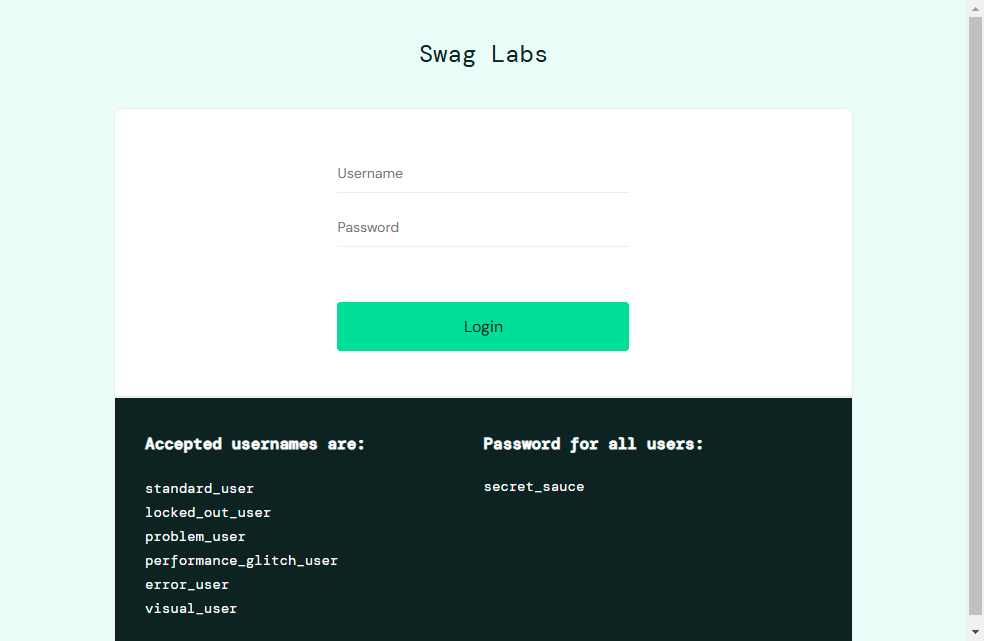 Swag Labs
Username
Password
Login
Accepted usernames are:
standard_user
locked_out_user
problem_user
performance_glitch_user
error_user
visual_user
Password for all users:
secret_sauce